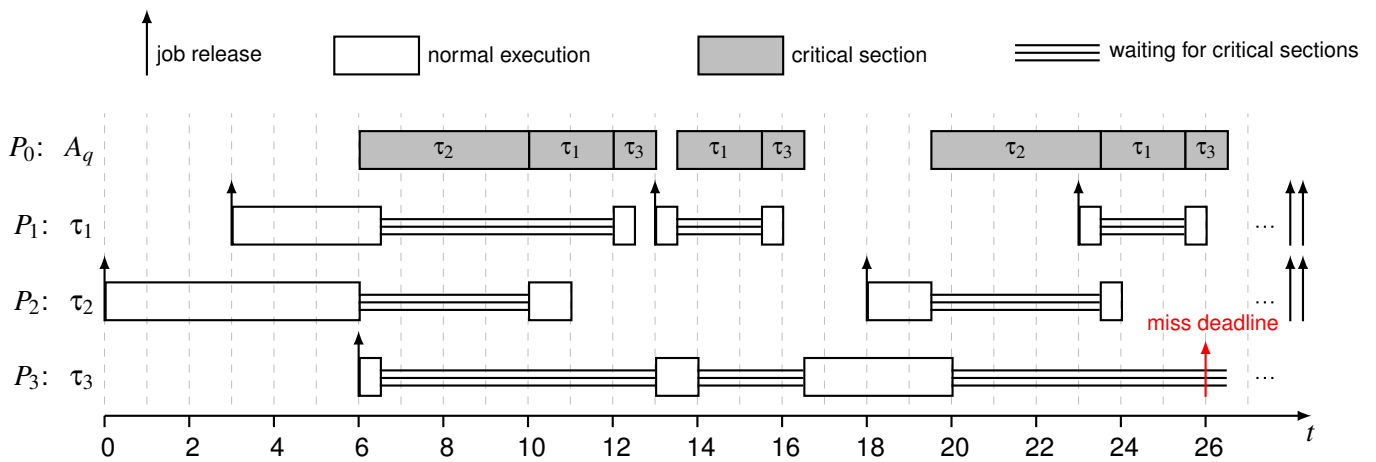 job release normal execution critical section waiting for critical sections
P0: Aq τ2 τ1 τ3 τ1 τ3 τ2 τ1 τ3
P1: τ1 ...
P2: τ2 ...
miss deadline
P3: τ3 ...
0 2 4 6 8 10 12 14 16 18 20 22 24 26 t